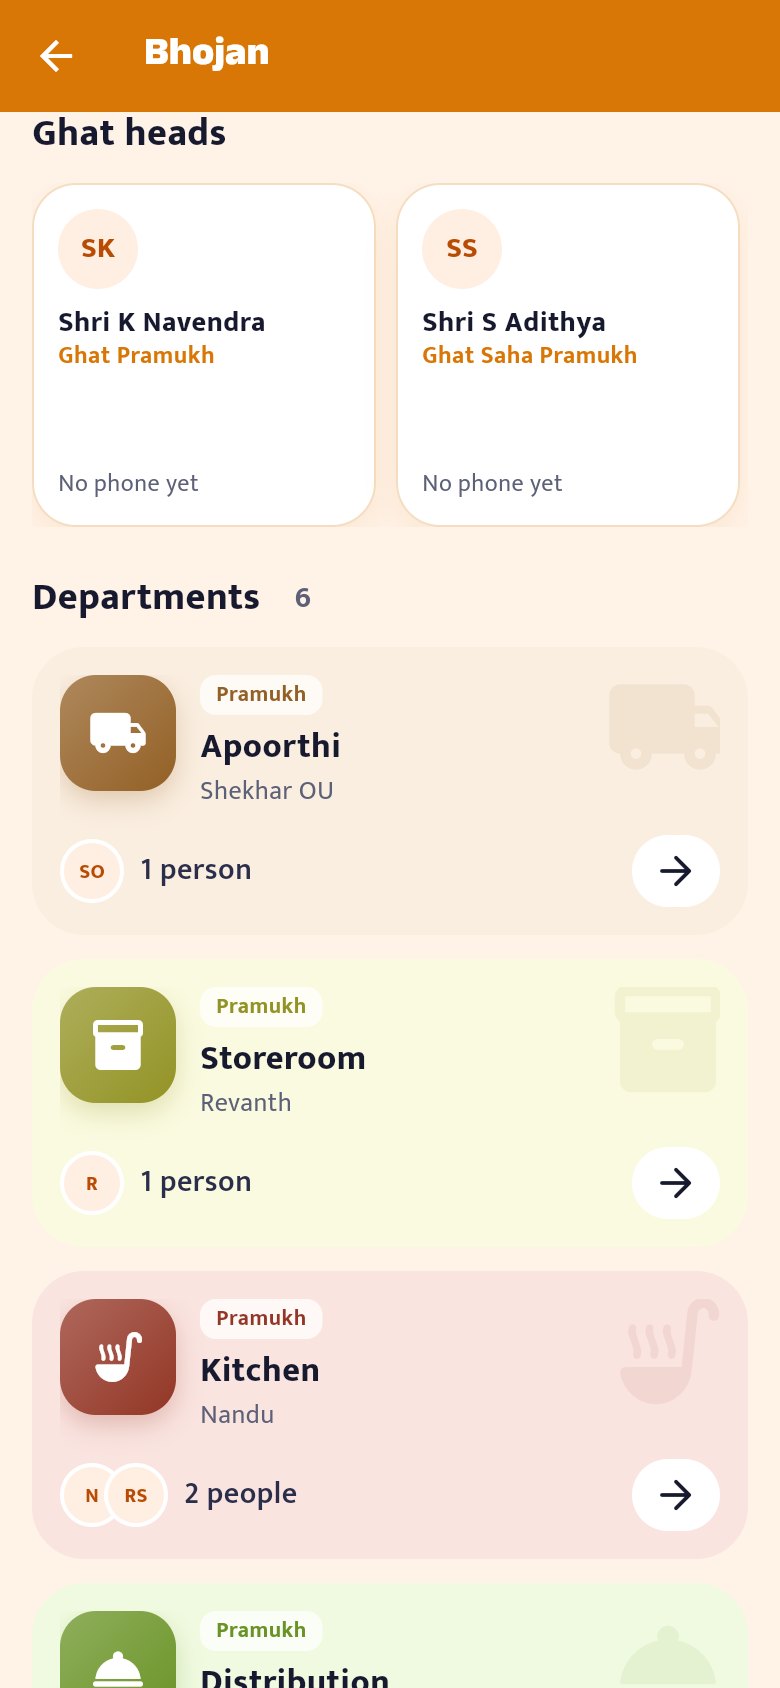 Bhojan
Ghat heads
SK
Shri K Navendra
Ghat Pramukh
No phone yet
SS
Shri S Adithya
Ghat Saha Pramukh
No phone yet
Departments 6
Pramukh
Apoorthi
Shekhar OU
SO 1 person
Pramukh
Storeroom
Revanth
R 1 person
Pramukh
Kitchen
Nandu
N RS 2 people
Pramukh
Distribution